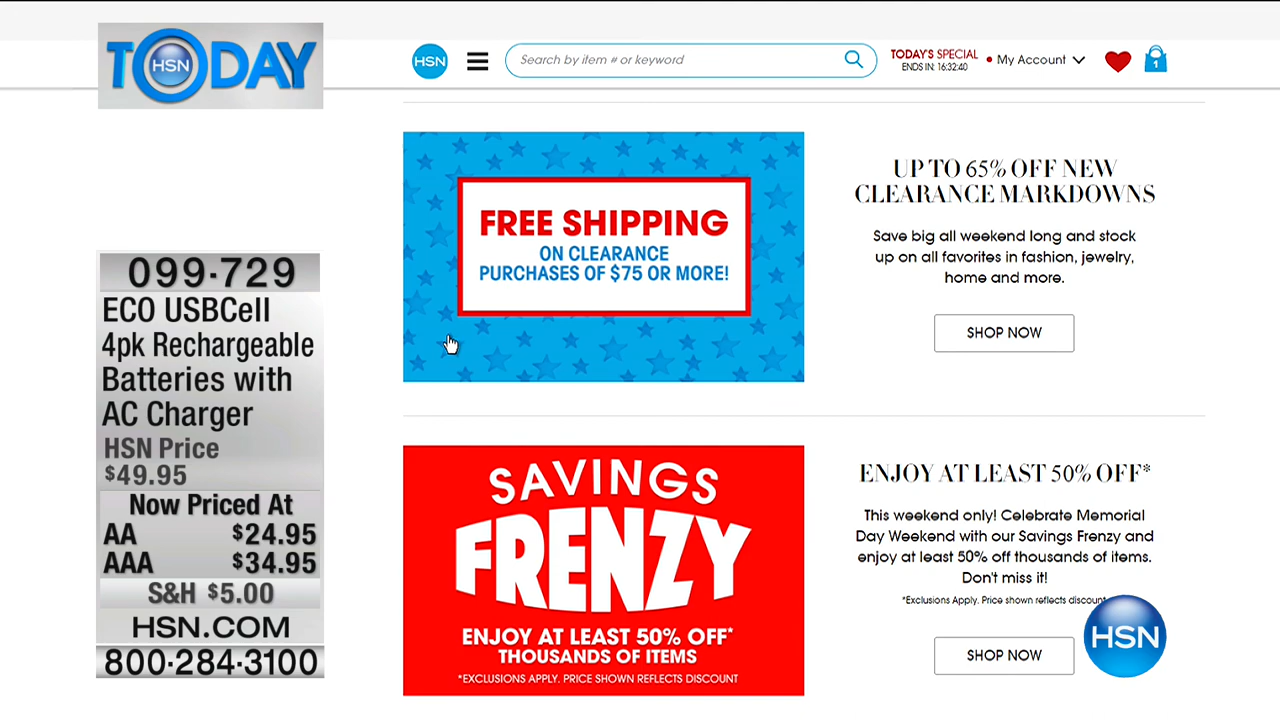 TODAY
HSN
HSN
Search by item # or keyword
TODAY'S SPECIAL
ENDS IN: 16:32:40
My Account
1
FREE SHIPPING
ON CLEARANCE
PURCHASES OF $75 OR MORE!
UP TO 65% OFF NEW
CLEARANCE MARKDOWNS
Save big all weekend long and stock
up on all favorites in fashion, jewelry,
home and more.
SHOP NOW
099-729
ECO USBCell
4pk Rechargeable
Batteries with
AC Charger
HSN Price
$49.95
Now Priced At
AA $24.95
AAA $34.95
S&H $5.00
HSN.COM
800-284-3100
SAVINGS
FRENZY
ENJOY AT LEAST 50% OFF*
THOUSANDS OF ITEMS
*EXCLUSIONS APPLY. PRICE SHOWN REFLECTS DISCOUNT
ENJOY AT LEAST 50% OFF*
This weekend only! Celebrate Memorial
Day Weekend with our Savings Frenzy and
enjoy at least 50% off thousands of items.
Don't miss it!
*Exclusions Apply. Price shown reflects discount
SHOP NOW
HSN